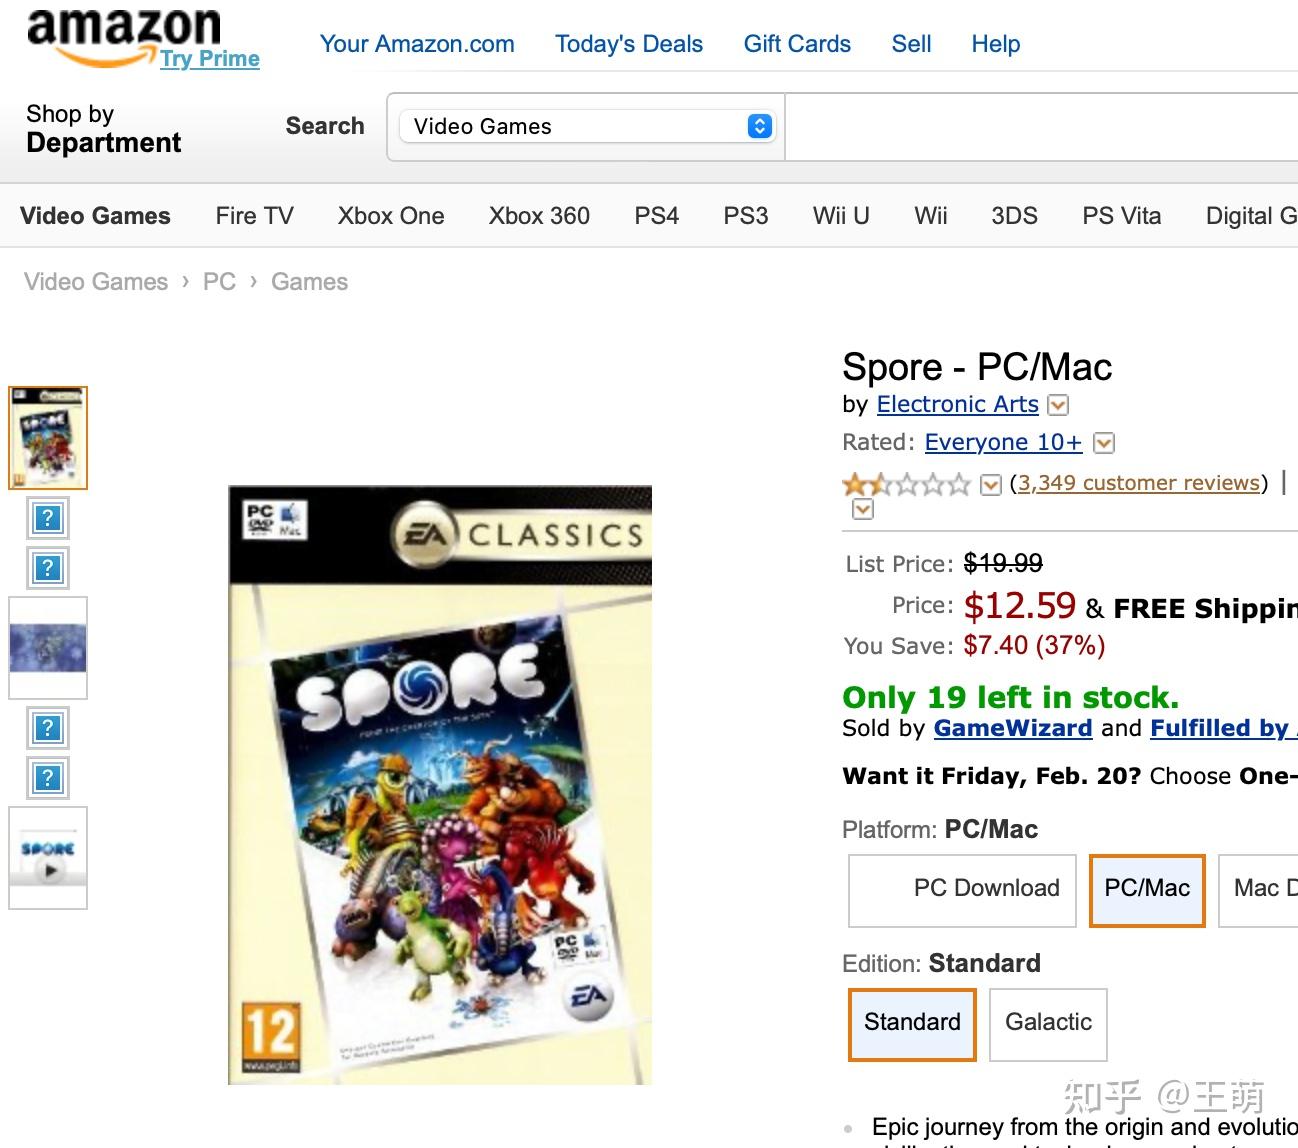 amazon
Try Prime
Your Amazon.com Today's Deals Gift Cards Sell Help
Shop by
Department
Search Video Games
Video Games Fire TV Xbox One Xbox 360 PS4 PS3 Wii U Wii 3DS PS Vita Digital G
Video Games › PC › Games
Spore - PC/Mac
by Electronic Arts
Rated: Everyone 10+
(3,349 customer reviews) |
List Price: $19.99
Price: $12.59 & FREE Shippin
You Save: $7.40 (37%)
Only 19 left in stock.
Sold by GameWizard and Fulfilled by
Want it Friday, Feb. 20? Choose One-
Platform: PC/Mac
PC Download PC/Mac Mac D
Edition: Standard
Standard Galactic
Epic journey from the origin and evolutio
PC
DVD
Mac
EA CLASSICS
SPORE
PC
DVD
Mac
EA
12
www.pegi.info
SPORE
知乎 @王萌